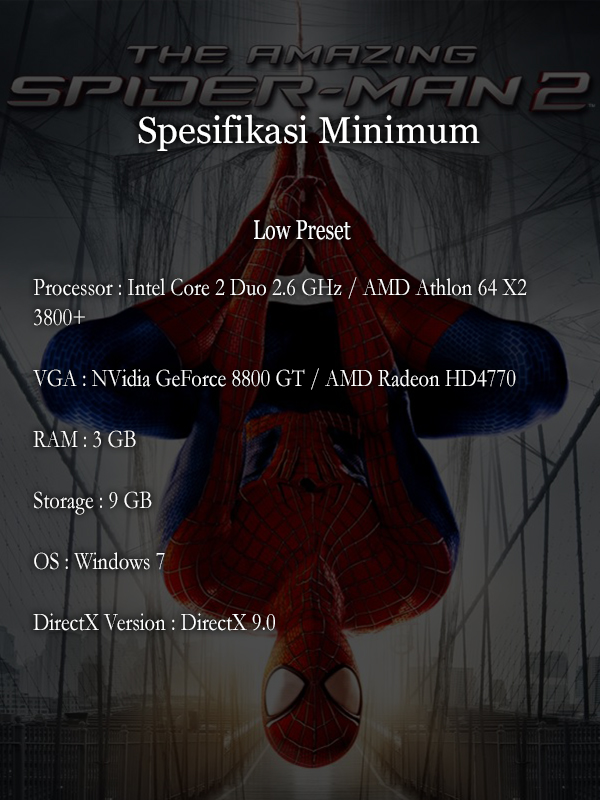 THE AMAZING
SPIDER-MAN 2
Spesifikasi Minimum
Low Preset
Processor : Intel Core 2 Duo 2.6 GHz / AMD Athlon 64 X2
3800+
VGA : NVidia GeForce 8800 GT / AMD Radeon HD4770
RAM : 3 GB
Storage : 9 GB
OS : Windows 7
DirectX Version : DirectX 9.0